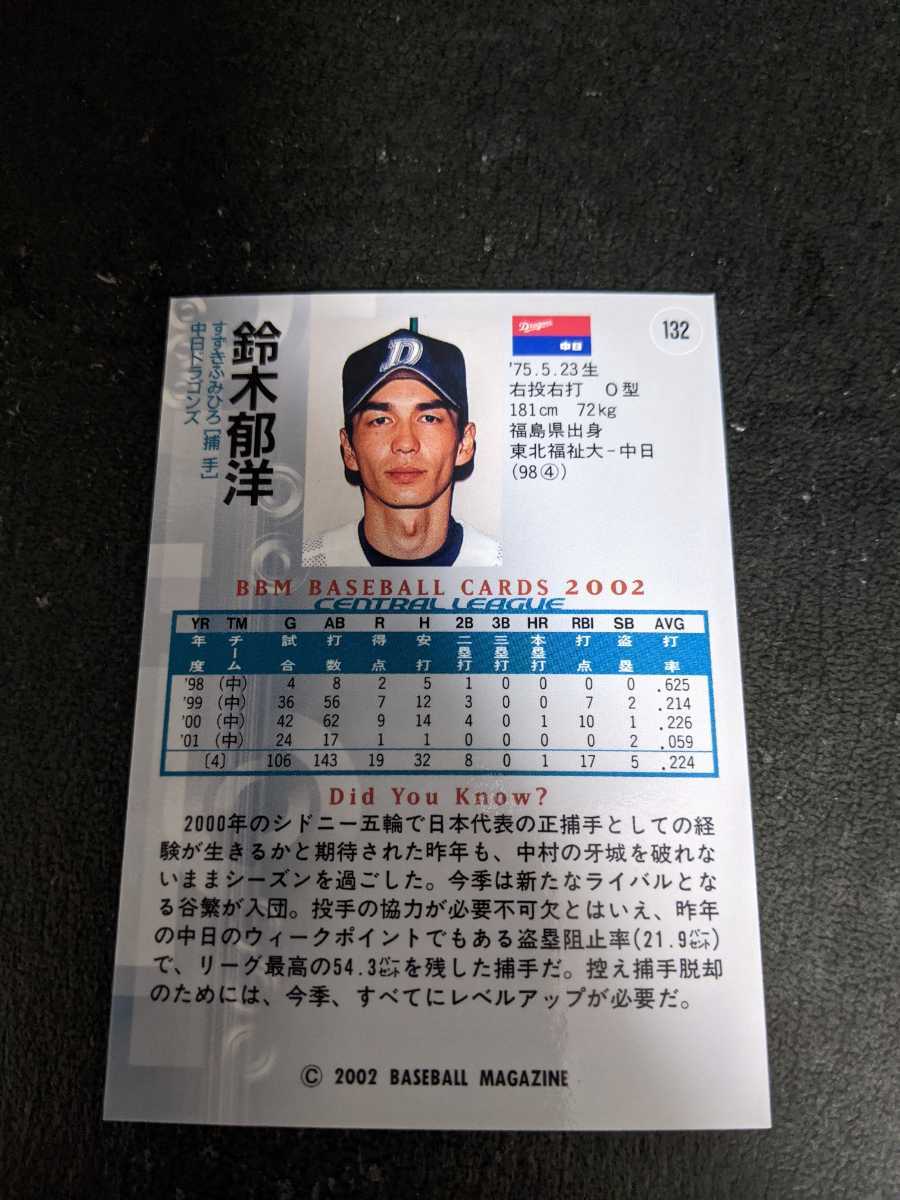 132
鈴木郁洋
すずきふみひろ[捕手]
中日ドラゴンズ
D
Dragons
中日
'75.5.23生
右投右打 O型
181cm 72kg
福島県出身
東北福祉大-中日
(98④)
BBM BASEBALL CARDS 2002
CENTRAL LEAGUE
YR TM G AB R H 2B 3B HR RBI SB AVG
年度 チーム 試合 打数 得点 安打 二塁打 三塁打 本塁打 打点 盗塁 打率
'98 (中) 4 8 2 5 1 0 0 0 0 .625
'99 (中) 36 56 7 12 3 0 0 7 2 .214
'00 (中) 42 62 9 14 4 0 1 10 1 .226
'01 (中) 24 17 1 1 0 0 0 0 2 .059
[4] 106 143 19 32 8 0 1 17 5 .224
Did You Know?
2000年のシドニー五輪で日本代表の正捕手としての経
験が生きるかと期待された昨年も、中村の牙城を破れな
いままシーズンを過ごした。今季は新たなライバルとな
る谷繁が入団。投手の協力が必要不可欠とはいえ、昨年
の中日のウィークポイントでもある盗塁阻止率(21.9㌫)
で、リーグ最高の54.3㌫を残した捕手だ。控え捕手脱却
のためには、今季、すべてにレベルアップが必要だ。
© 2002 BASEBALL MAGAZINE